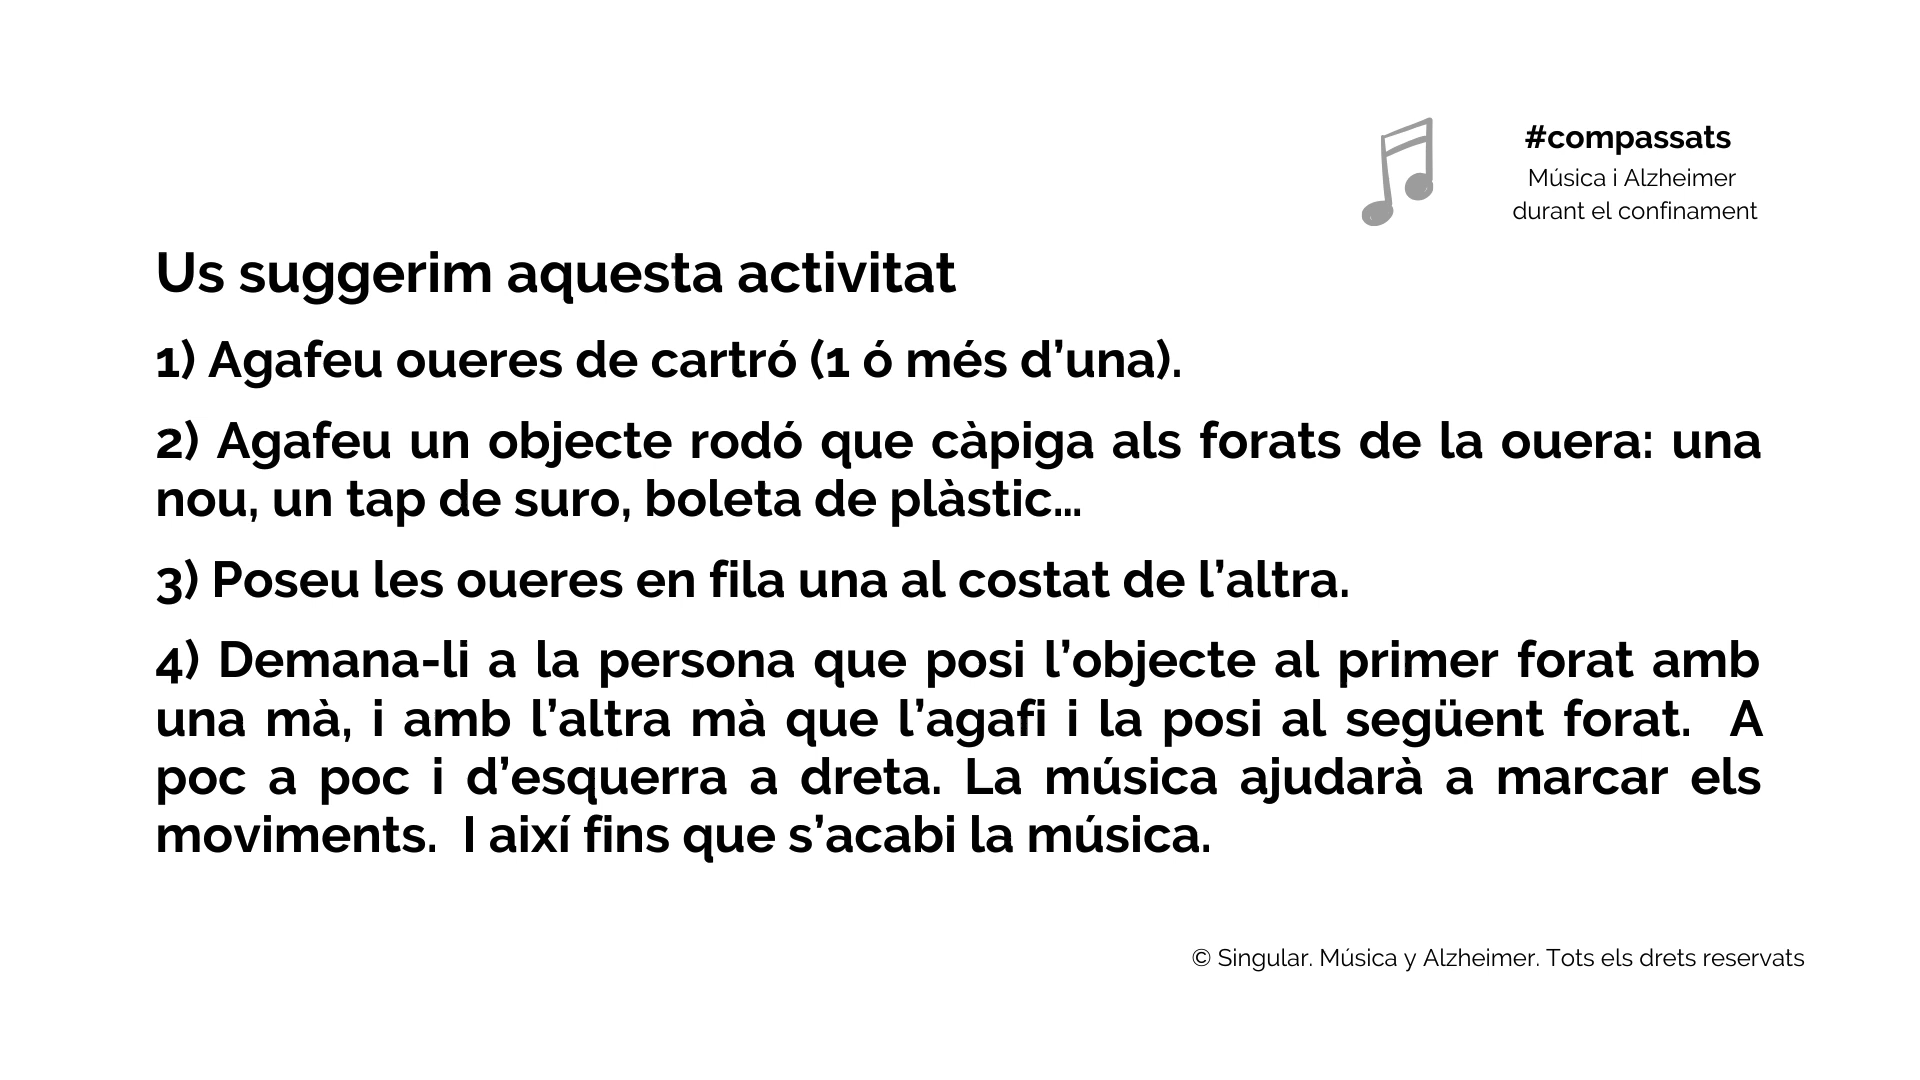 #compassats
Música i Alzheimer
durant el confinament
Us suggerim aquesta activitat
1) Agafeu oueres de cartró (1 ó més d’una).
2) Agafeu un objecte rodó que càpiga als forats de la ouera: una
nou, un tap de suro, boleta de plàstic...
3) Poseu les oueres en fila una al costat de l’altra.
4) Demana-li a la persona que posi l’objecte al primer forat amb
una mà, i amb l’altra mà que l’agafi i la posi al següent forat.  A
poc a poc i d’esquerra a dreta. La música ajudarà a marcar els
moviments.  I així fins que s’acabi la música.
© Singular. Música y Alzheimer. Tots els drets reservats